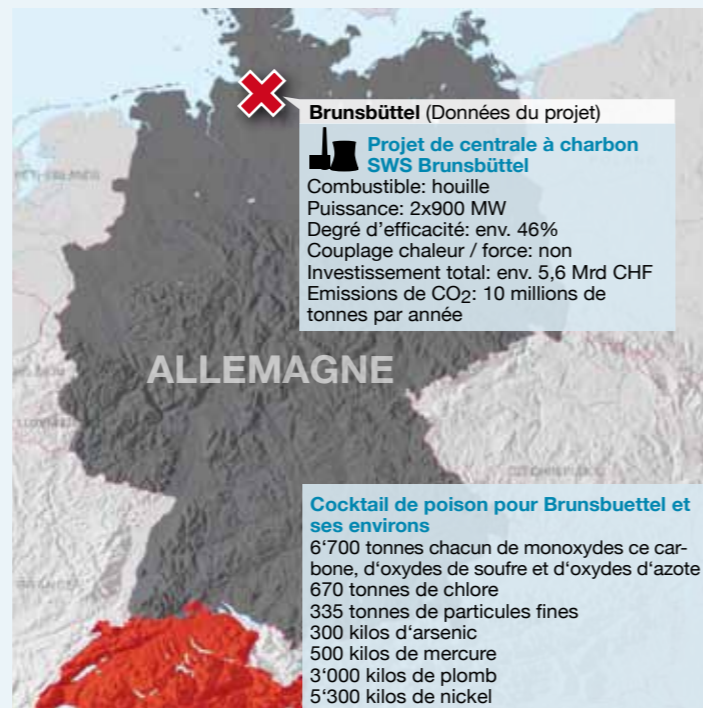 Brunsbüttel (Données du projet)
Projet de centrale à charbon
SWS Brunsbüttel
Combustible: houille
Puissance: 2x900 MW
Degré d'efficacité: env. 46%
Couplage chaleur / force: non
Investissement total: env. 5,6 Mrd CHF
Emissions de CO2: 10 millions de
tonnes par année
ALLEMAGNE
Cocktail de poison pour Brunsbuettel et
ses environs
6‘700 tonnes chacun de monoxydes ce car-
bone, d‘oxydes de soufre et d‘oxydes d‘azote
670 tonnes de chlore
335 tonnes de particules fines
300 kilos d‘arsenic
500 kilos de mercure
3‘000 kilos de plomb
5‘300 kilos de nickel